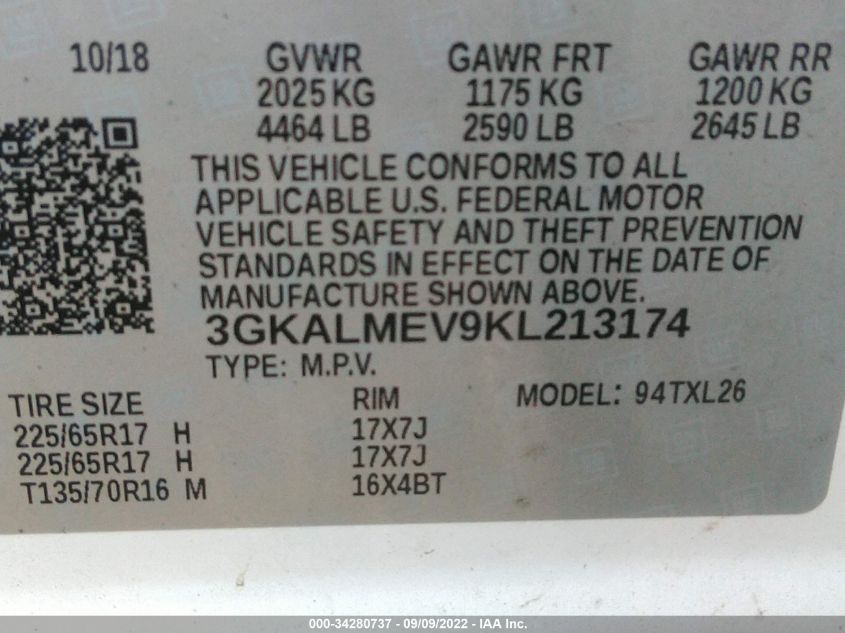 10/18 GVWR GAWR FRT GAWR RR
2025 KG 1175 KG 1200 KG
4464 LB 2590 LB 2645 LB
THIS VEHICLE CONFORMS TO ALL
APPLICABLE U.S. FEDERAL MOTOR
VEHICLE SAFETY AND THEFT PREVENTION
STANDARDS IN EFFECT ON THE DATE OF
MANUFACTURE SHOWN ABOVE.
3GKALMEV9KL213174
TYPE: M.P.V.
TIRE SIZE RIM MODEL: 94TXL26
225/65R17 H 17X7J
225/65R17 H 17X7J
T135/70R16 M 16X4BT
000-34280737 - 09/09/2022 - IAA Inc.